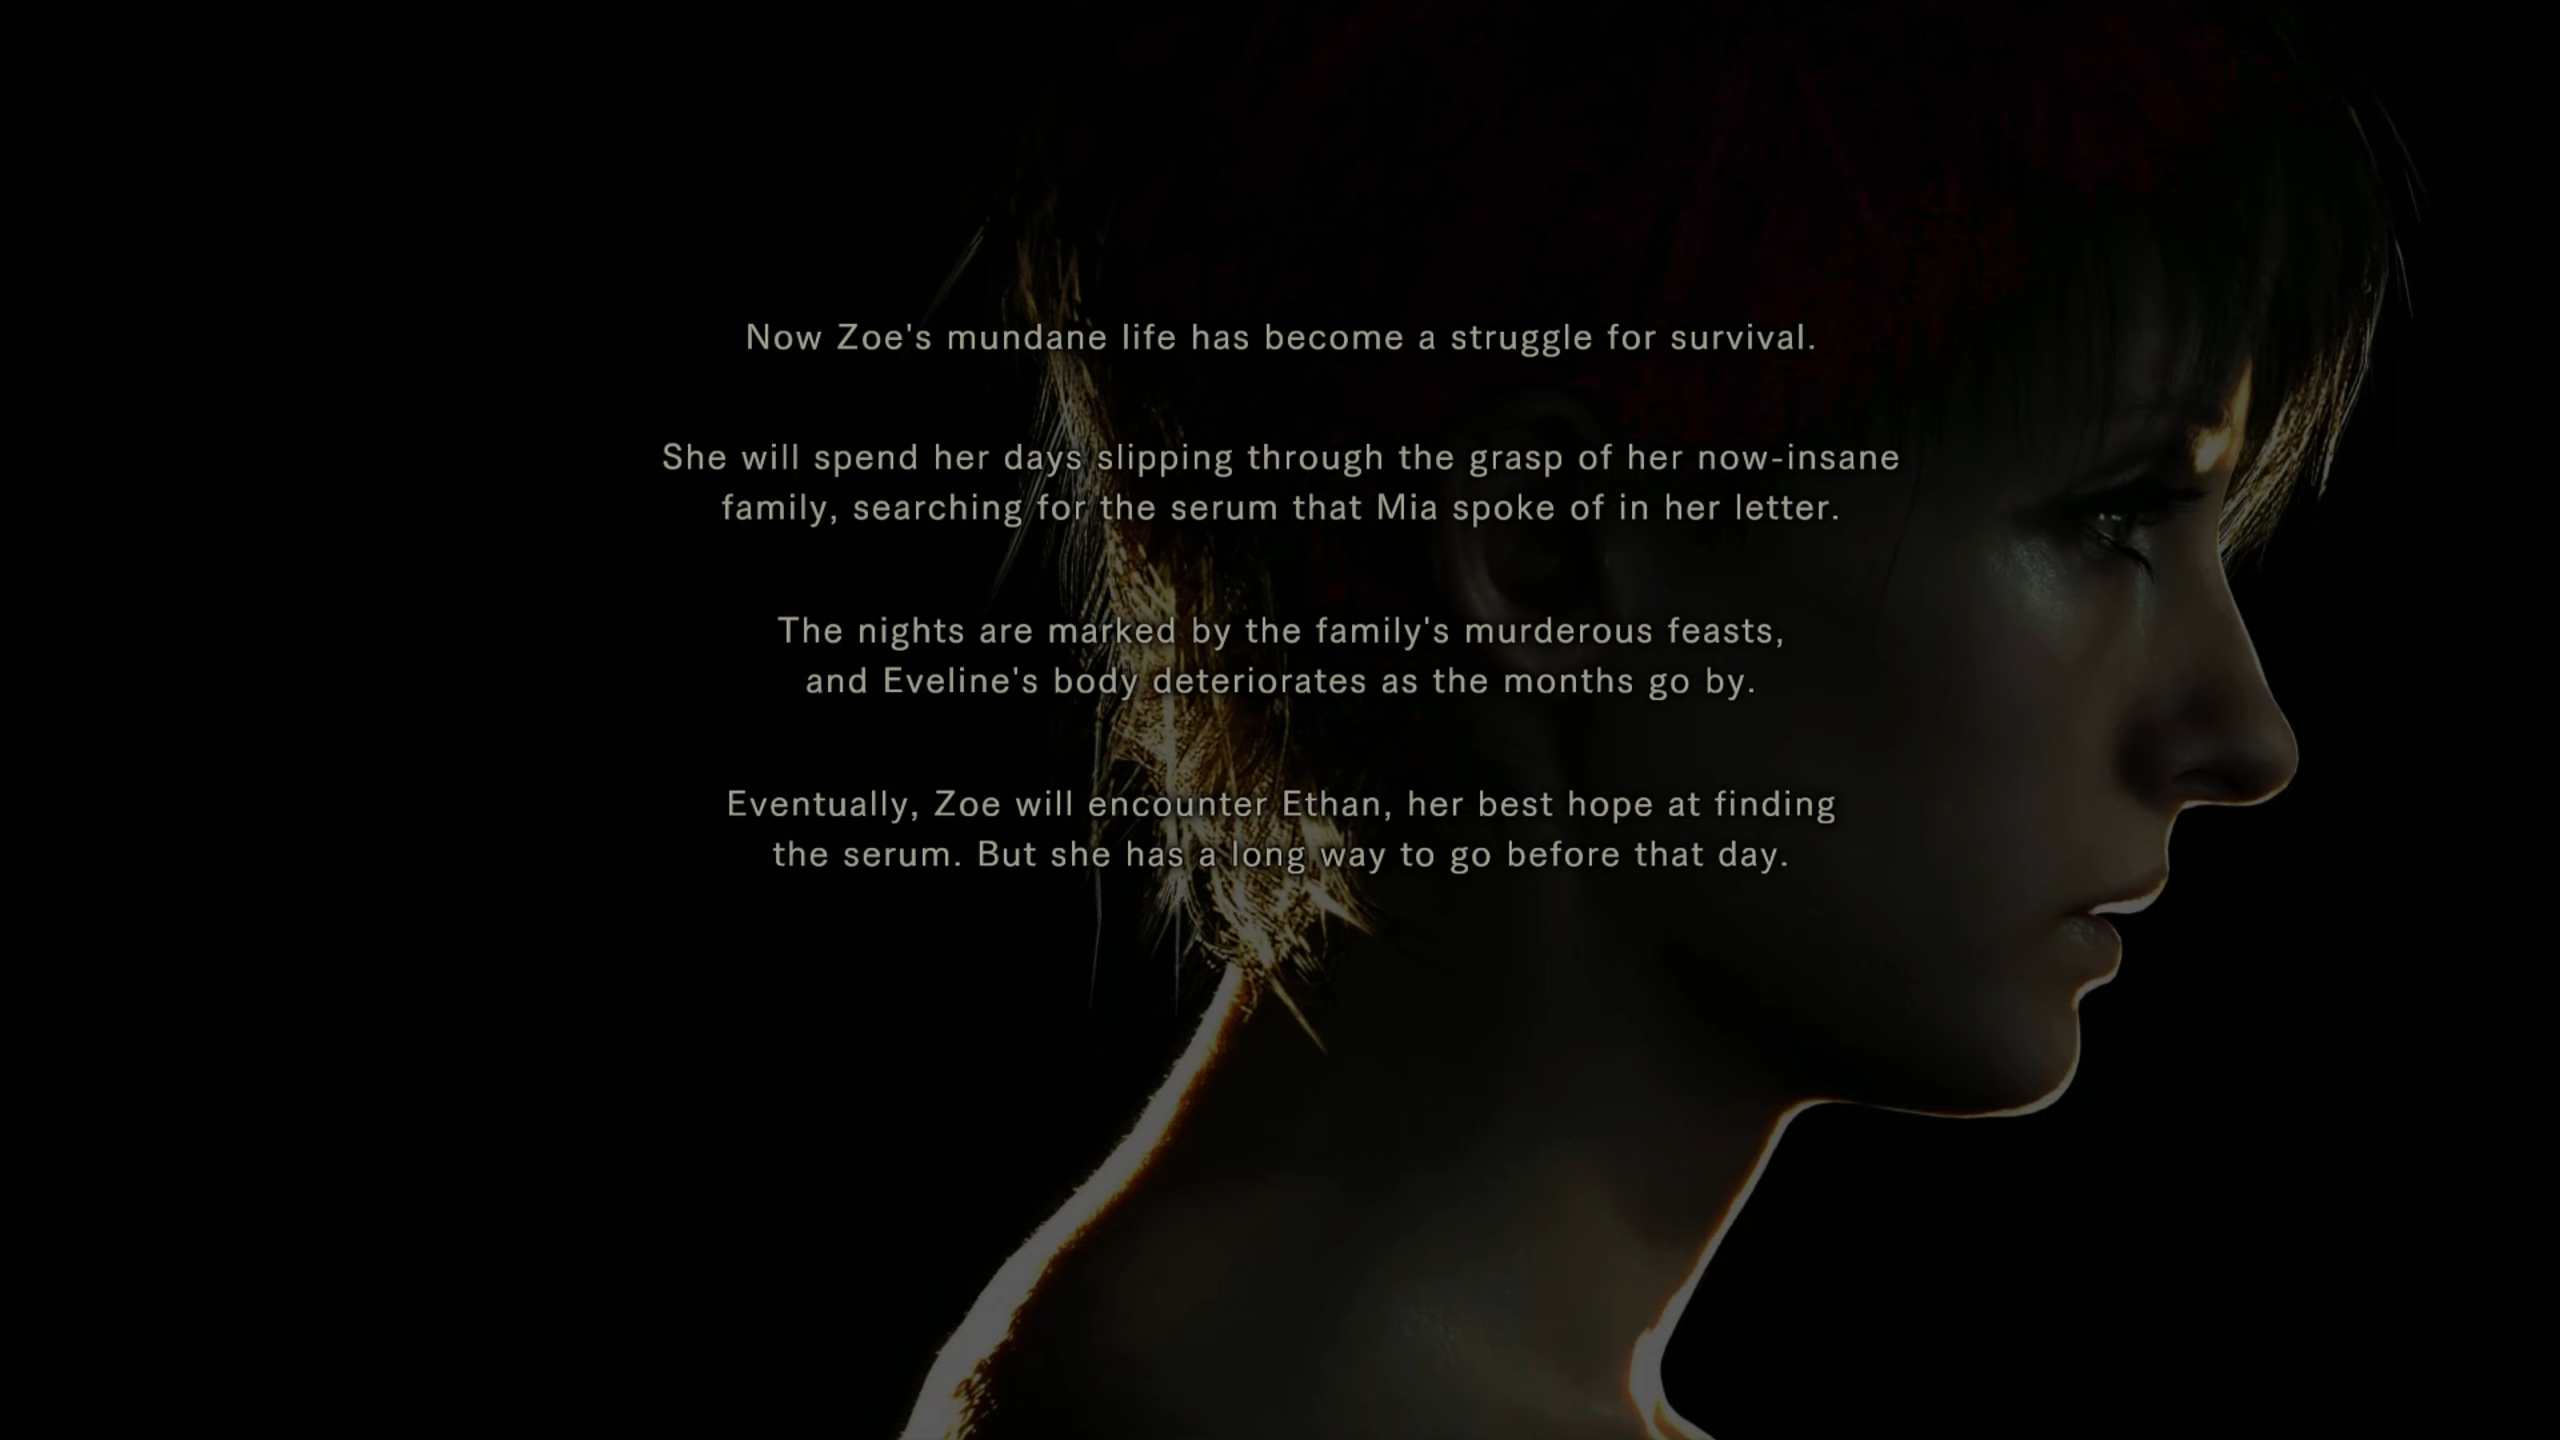 Now Zoe's mundane life has become a struggle for survival.
She will spend her days slipping through the grasp of her now-insane
family, searching for the serum that Mia spoke of in her letter.
The nights are marked by the family's murderous feasts,
and Eveline's body deteriorates as the months go by.
Eventually, Zoe will encounter Ethan, her best hope at finding
the serum. But she has a long way to go before that day.